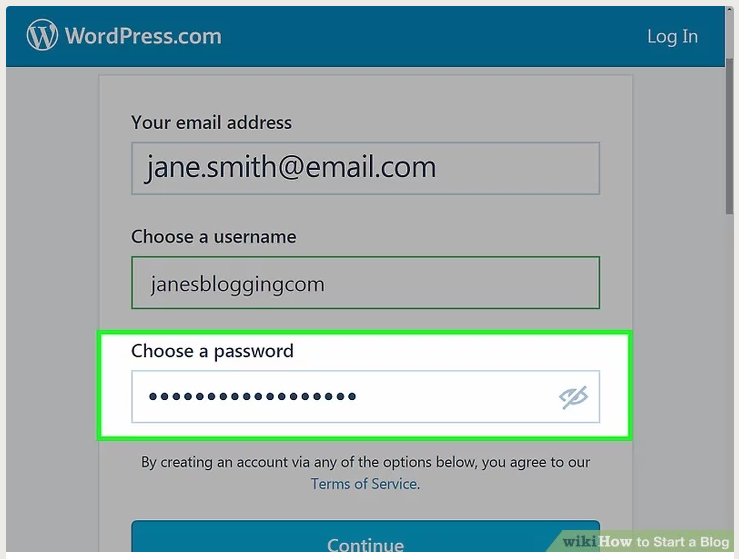 WordPress.com
Log In
Your email address
jane.smith@email.com
Choose a username
janesbloggingcom
Choose a password
••••••••••••••••••
By creating an account via any of the options below, you agree to our
Terms of Service.
Continue
wikiHow to Start a Blog